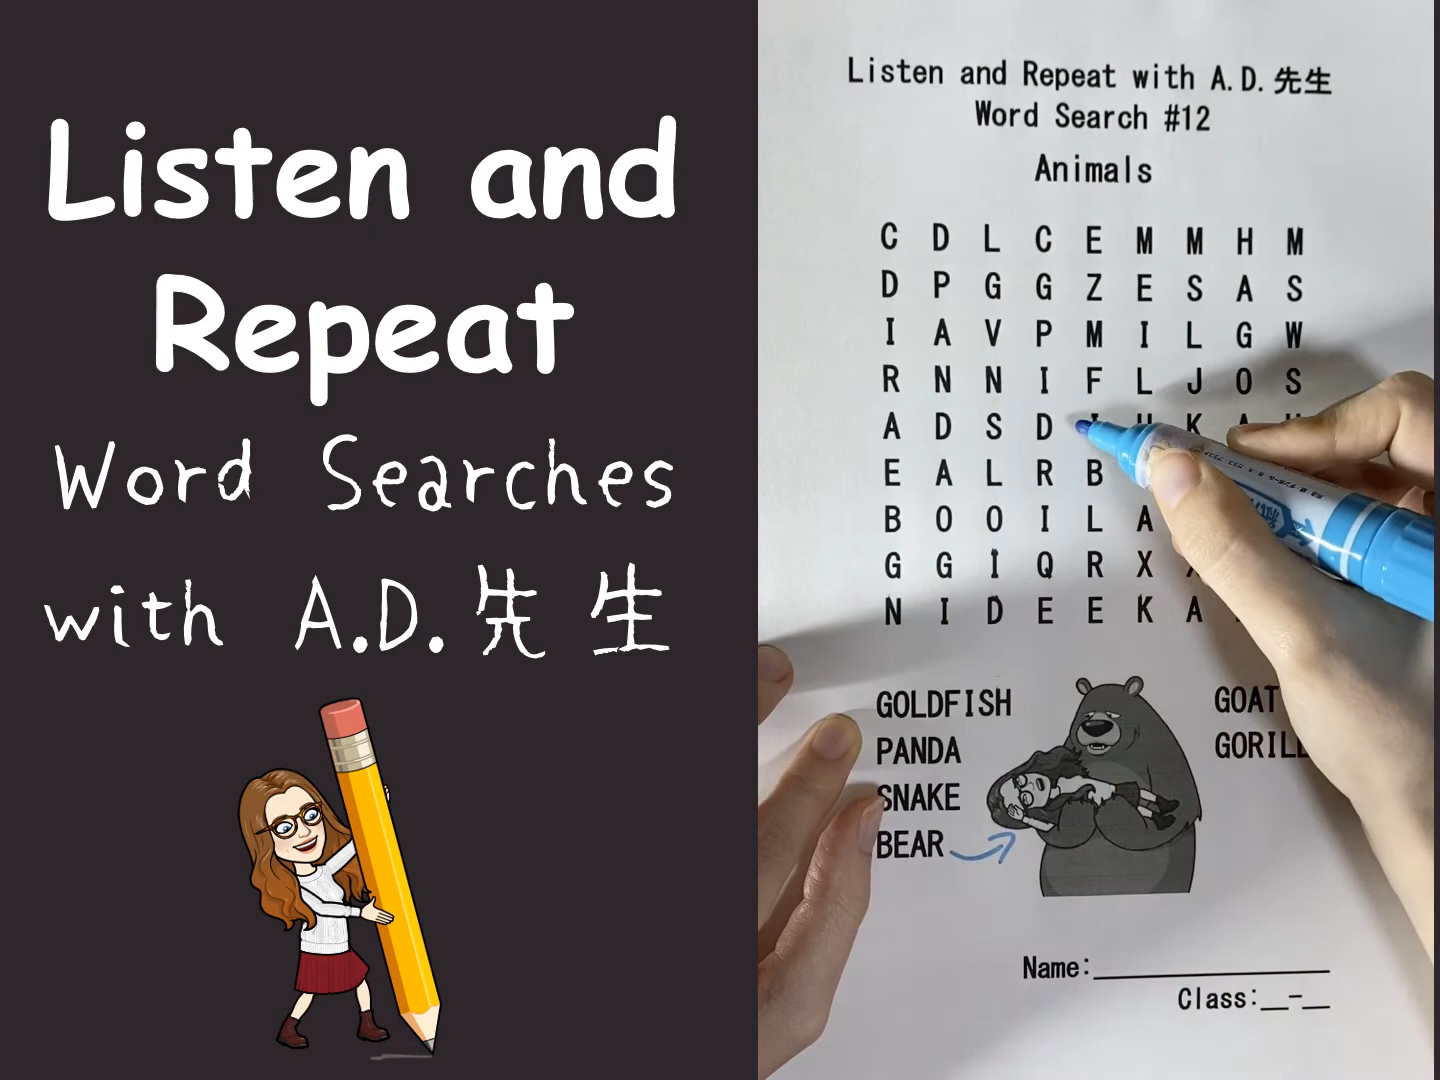 Listen and
Repeat
Word Searches
with A.D.先生
Listen and Repeat with A.D.先生
Word Search #12
Animals
C D L C E M M H M
D P G G Z E S A S
I A V P M I L G W
R N N I F L J O S
A D S D I H K A
E A L R B
B O O I L A
G G I Q R X
N I D E E K A
GOLDFISH
PANDA
SNAKE
BEAR
GOAT
GORILL
Name:
Class: -